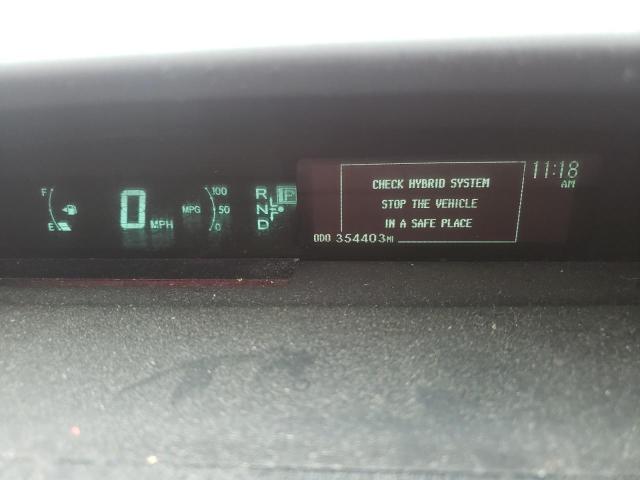 F
E
0 MPH
MPG
100
50
0
R
P
N
D
CHECK HYBRID SYSTEM
STOP THE VEHICLE
IN A SAFE PLACE
ODO 354403MI
11:18
AM